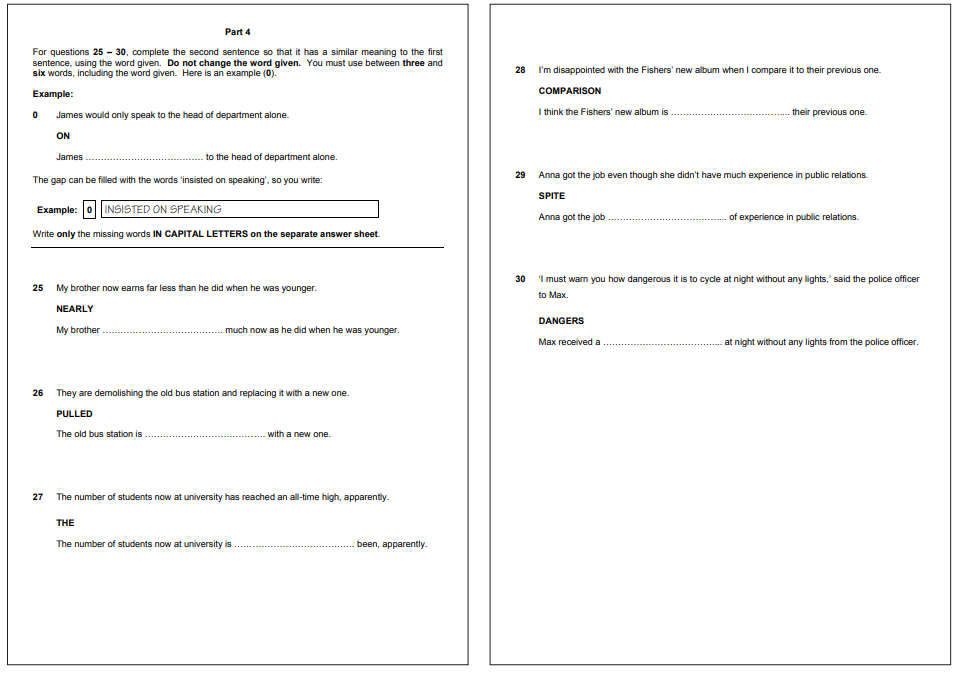 Part 4
For questions 25 – 30, complete the second sentence so that it has a similar meaning to the first
sentence, using the word given. Do not change the word given. You must use between three and
six words, including the word given. Here is an example (0).
Example:
0 James would only speak to the head of department alone.
ON
James ………………………………… to the head of department alone.
The gap can be filled with the words ‘insisted on speaking’, so you write:
Example: 0 INSISTED ON SPEAKING
Write only the missing words IN CAPITAL LETTERS on the separate answer sheet.
25 My brother now earns far less than he did when he was younger.
NEARLY
My brother …………………………………. much now as he did when he was younger.
26 They are demolishing the old bus station and replacing it with a new one.
PULLED
The old bus station is …………………………………. with a new one.
27 The number of students now at university has reached an all-time high, apparently.
THE
The number of students now at university is …………………………………. been, apparently.
28 I’m disappointed with the Fishers’ new album when I compare it to their previous one.
COMPARISON
I think the Fishers’ new album is ……………………………….... their previous one.
29 Anna got the job even though she didn’t have much experience in public relations.
SPITE
Anna got the job ……………………………….... of experience in public relations.
30 ‘I must warn you how dangerous it is to cycle at night without any lights,’ said the police officer
to Max.
DANGERS
Max received a ……………………………….... at night without any lights from the police officer.